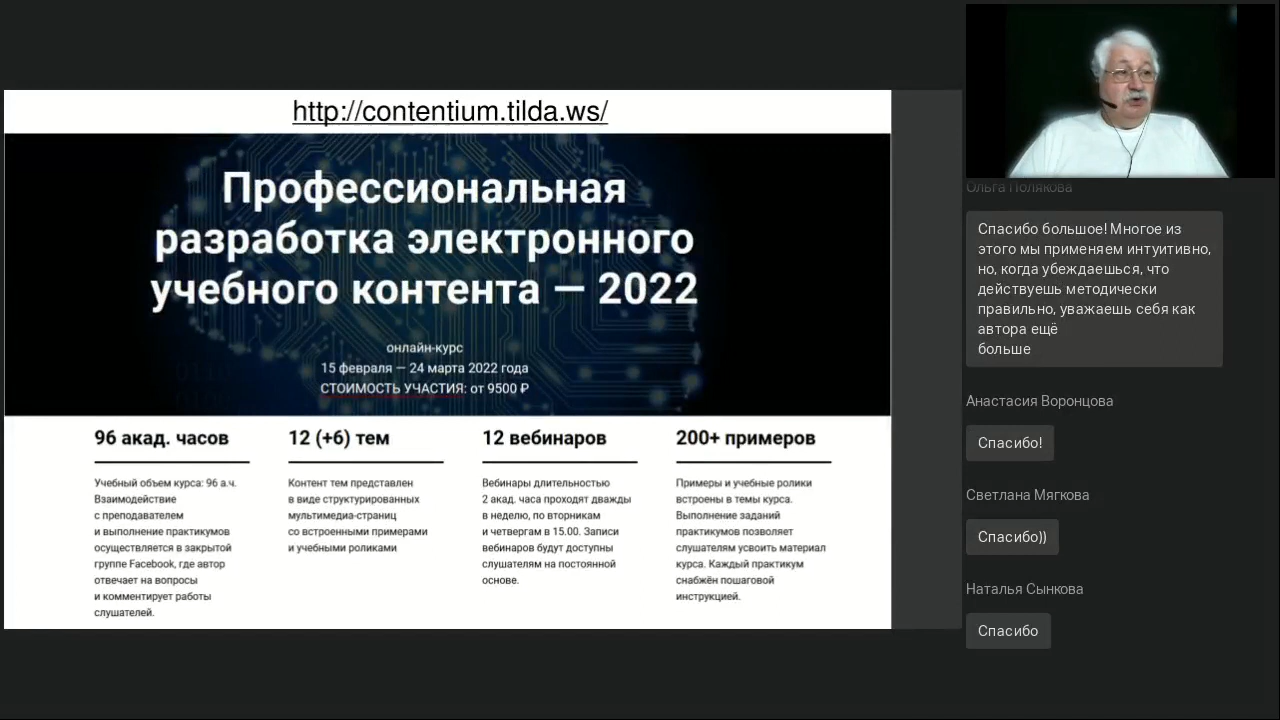 http://contentium.tilda.ws/
Профессиональная
разработка электронного
учебного контента — 2022
онлайн-курс
15 февраля — 24 марта 2022 года
СТОИМОСТЬ УЧАСТИЯ: от 9500 ₽
96 акад. часов
Учебный объем курса: 96 а.ч.
Взаимодействие
с преподавателем
и выполнение практикумов
осуществляется в закрытой
группе Facebook, где автор
отвечает на вопросы
и комментирует работы
слушателей.
12 (+6) тем
Контент тем представлен
в виде структурированных
мультимедиа-страниц
со встроенными примерами
и учебными роликами
12 вебинаров
Вебинары длительностью
2 акад. часа проходят дважды
в неделю, по вторникам
и четвергам в 15.00. Записи
вебинаров будут доступны
слушателям на постоянной
основе.
200+ примеров
Примеры и учебные ролики
встроены в темы курса.
Выполнение заданий
практикумов позволяет
слушателям усвоить материал
курса. Каждый практикум
снабжён пошаговой
инструкцией.
Ольга Полякова
Спасибо большое! Многое из
этого мы применяем интуитивно,
но, когда убеждаешься, что
действуешь методически
правильно, уважаешь себя как
автора ещё
больше
Анастасия Воронцова
Спасибо!
Светлана Мягкова
Спасибо))
Наталья Сынкова
Спасибо